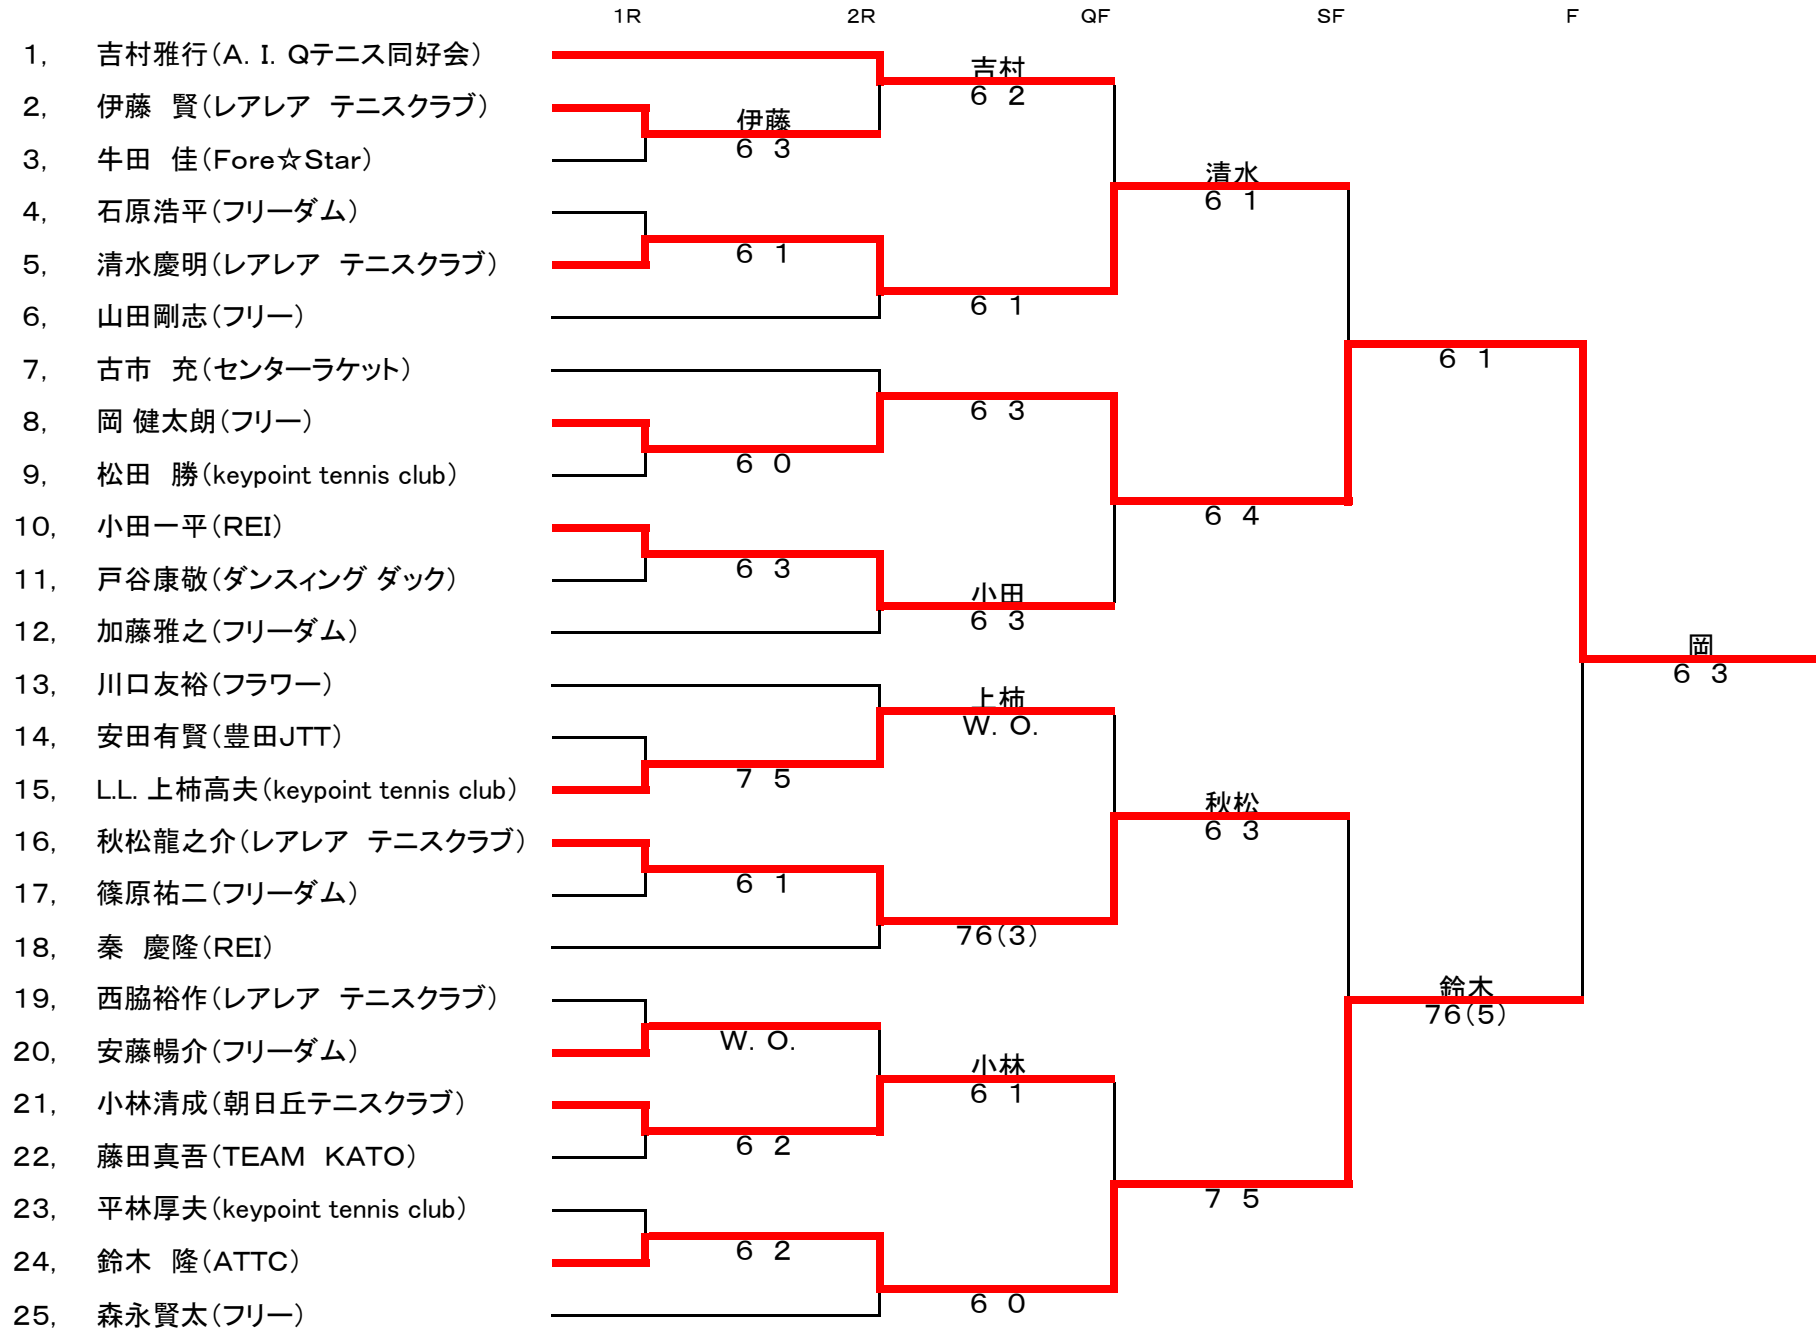 1R 2R QF SF F
1, 吉村雅行(A. I. Qテニス同好会)
吉村
6 2
2, 伊藤 賢(レアレア テニスクラブ)
伊藤
6 3
3, 牛田 佳(Fore☆Star)
清水
6 1
4, 石原浩平(フリーダム)
6 1
5, 清水慶明(レアレア テニスクラブ)
6 1
6, 山田剛志(フリー)
6 1
7, 古市 充(センターラケット)
6 3
8, 岡 健太朗(フリー)
6 0
9, 松田 勝(keypoint tennis club)
6 4
10, 小田一平(REI)
6 3
11, 戸谷康敬(ダンスィング ダック)
小田
6 3
12, 加藤雅之(フリーダム)
岡
6 3
13, 川口友裕(フラワー)
上柿
W. O.
14, 安田有賢(豊田JTT)
7 5
15, L.L. 上柿高夫(keypoint tennis club)
秋松
6 3
16, 秋松龍之介(レアレア テニスクラブ)
6 1
17, 篠原祐二(フリーダム)
76(3)
18, 秦 慶隆(REI)
鈴木
76(5)
19, 西脇裕作(レアレア テニスクラブ)
W. O.
20, 安藤暢介(フリーダム)
小林
6 1
21, 小林清成(朝日丘テニスクラブ)
6 2
22, 藤田真吾(TEAM KATO)
7 5
23, 平林厚夫(keypoint tennis club)
6 2
24, 鈴木 隆(ATTC)
6 0
25, 森永賢太(フリー)